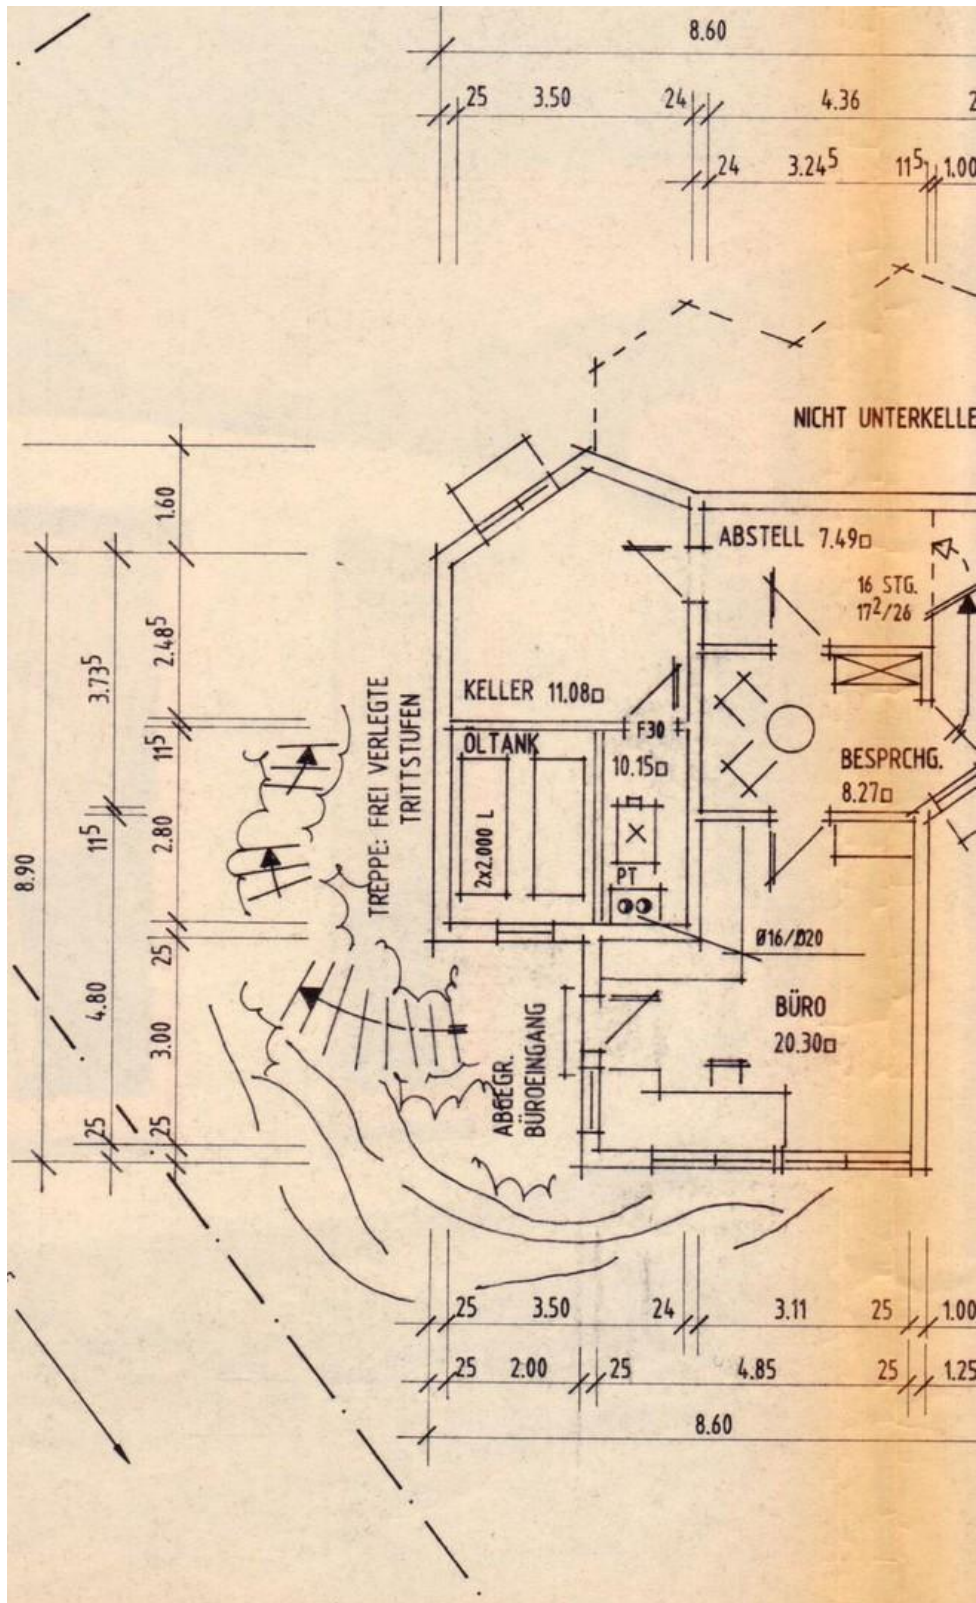 8.60
25 3.50 24 4.36 2
24 3.24⁵ 11⁵ 1.00
NICHT UNTERKELLE
1.60
ABSTELL 7.49□
16 STG.
17²/26
2.48⁵
3.73⁵
KELLER 11.08□
F30
ÖLTANK
10.15□
BESPRCHG.
8.27□
TREPPE: FREI VERLEGTE
TRITTSTUFEN
11⁵
11⁵
2.80
8.90
2x2.000 L
PT
Ø16/Ø20
25
4.80
3.00
BÜRO
20.30□
ABGEGR.
BÜROEINGANG
25
25
25 3.50 24 3.11 25 1.00
25 2.00 25 4.85 25 1.25
8.60